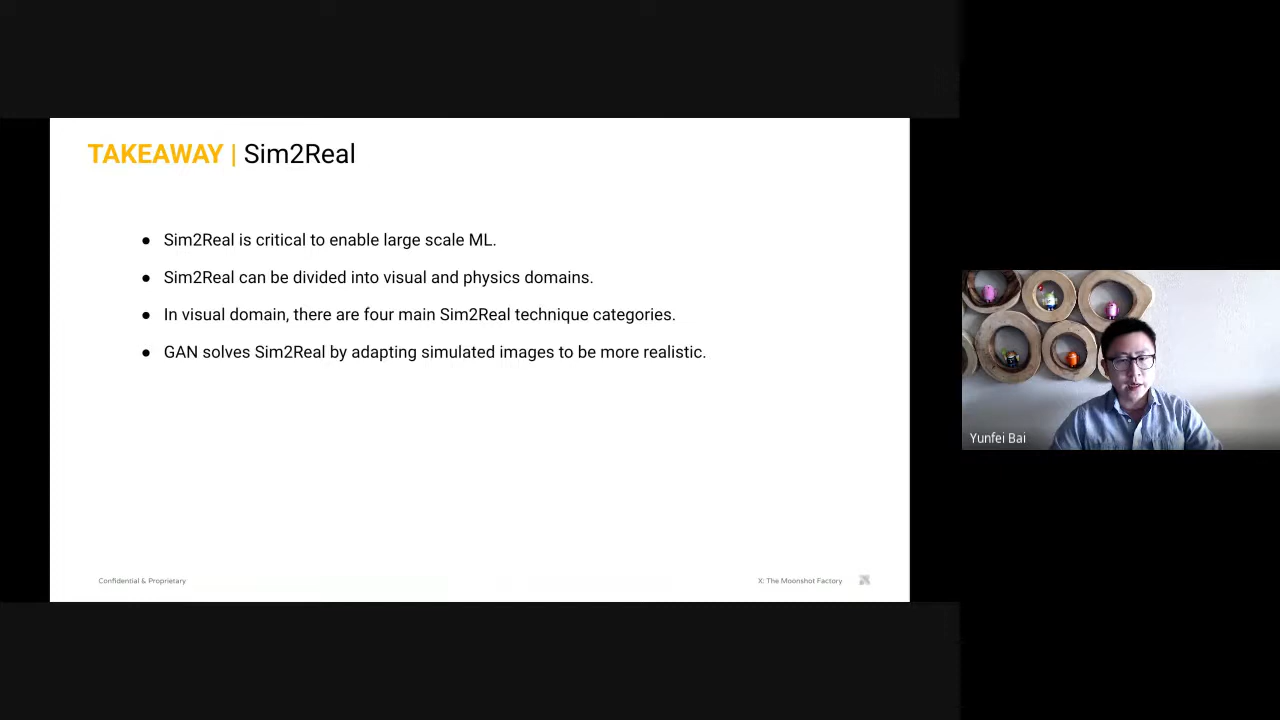 TAKEAWAY | Sim2Real
● Sim2Real is critical to enable large scale ML.
● Sim2Real can be divided into visual and physics domains.
● In visual domain, there are four main Sim2Real technique categories.
● GAN solves Sim2Real by adapting simulated images to be more realistic.
Confidential & Proprietary
X: The Moonshot Factory
Yunfei Bai